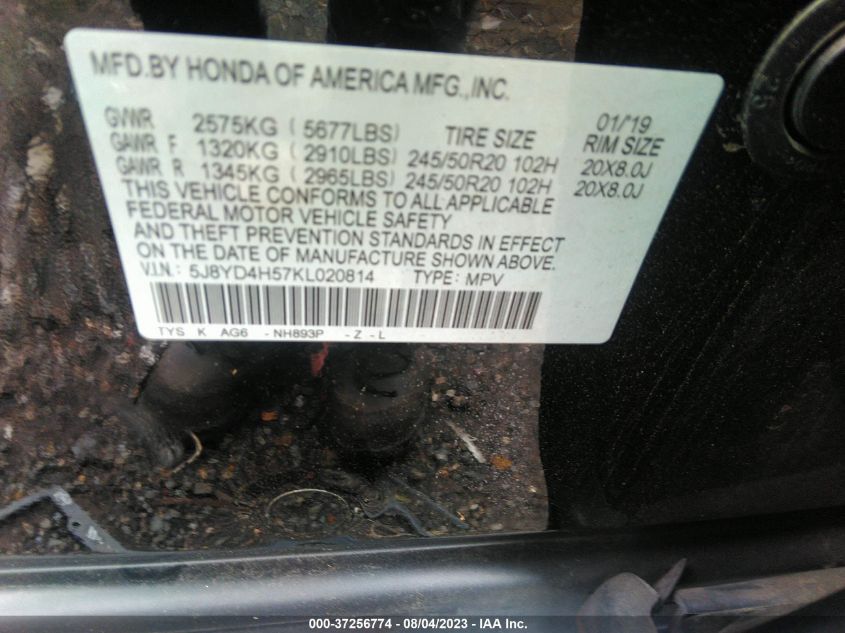 MFD.BY HONDA OF AMERICA MFG.,INC.
01/'19
GVWR 2575KG ( 5677LBS) TIRE SIZE RIM SIZE
GAWR F 1320KG ( 2910LBS) 245/50R20 102H 20X8.0J
GAWR R 1345KG ( 2965LBS) 245/50R20 102H 20X8.0J
THIS VEHICLE CONFORMS TO ALL APPLICABLE
FEDERAL MOTOR VEHICLE SAFETY
AND THEFT PREVENTION STANDARDS IN EFFECT
ON THE DATE OF MANUFACTURE SHOWN ABOVE.
V.I.N.: 5J8YD4H57KL020814 TYPE: MPV
TYS K AG6 -NH893P -Z-L
000-37256774 — 08/04/2023 — IAA Inc.